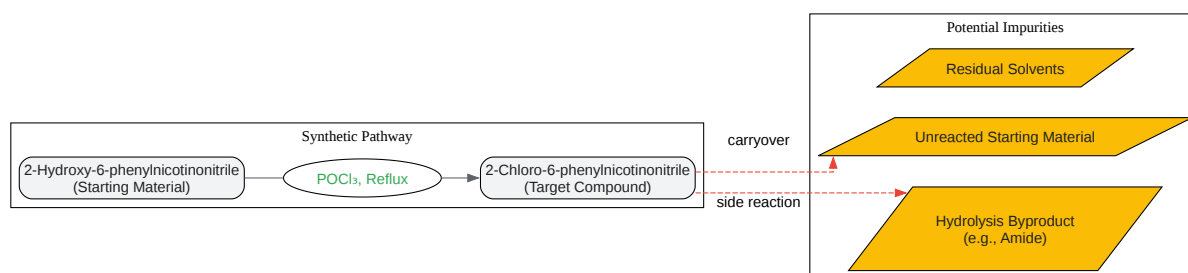 Potential Impurities
Residual Solvents
Synthetic Pathway
carryover
Unreacted Starting Material
2-Hydroxy-6-phenylnicotinonitrile
(Starting Material)
POCl₃, Reflux
2-Chloro-6-phenylnicotinonitrile
(Target Compound)
side reaction
Hydrolysis Byproduct
(e.g., Amide)